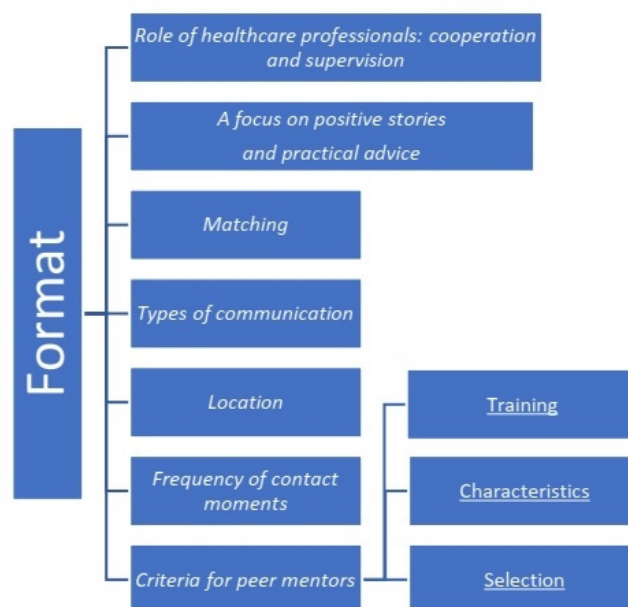 Format
Role of healthcare professionals: cooperation
and supervision
A focus on positive stories
and practical advice
Matching
Types of communication
Location
Frequency of contact
moments
Criteria for peer mentors
Training
Characteristics
Selection